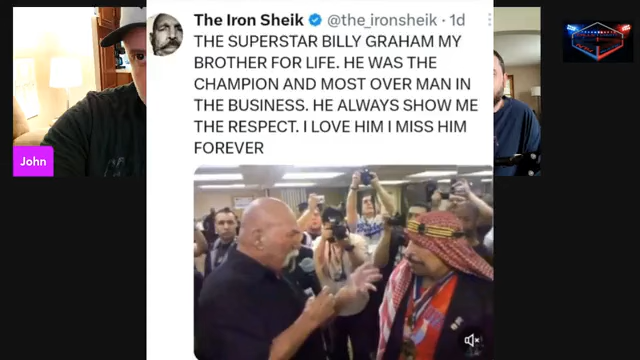 The Iron Sheik @the_ironsheik · 1d
THE SUPERSTAR BILLY GRAHAM MY
BROTHER FOR LIFE. HE WAS THE
CHAMPION AND MOST OVER MAN IN
THE BUSINESS. HE ALWAYS SHOW ME
THE RESPECT. I LOVE HIM I MISS HIM
FOREVER
John